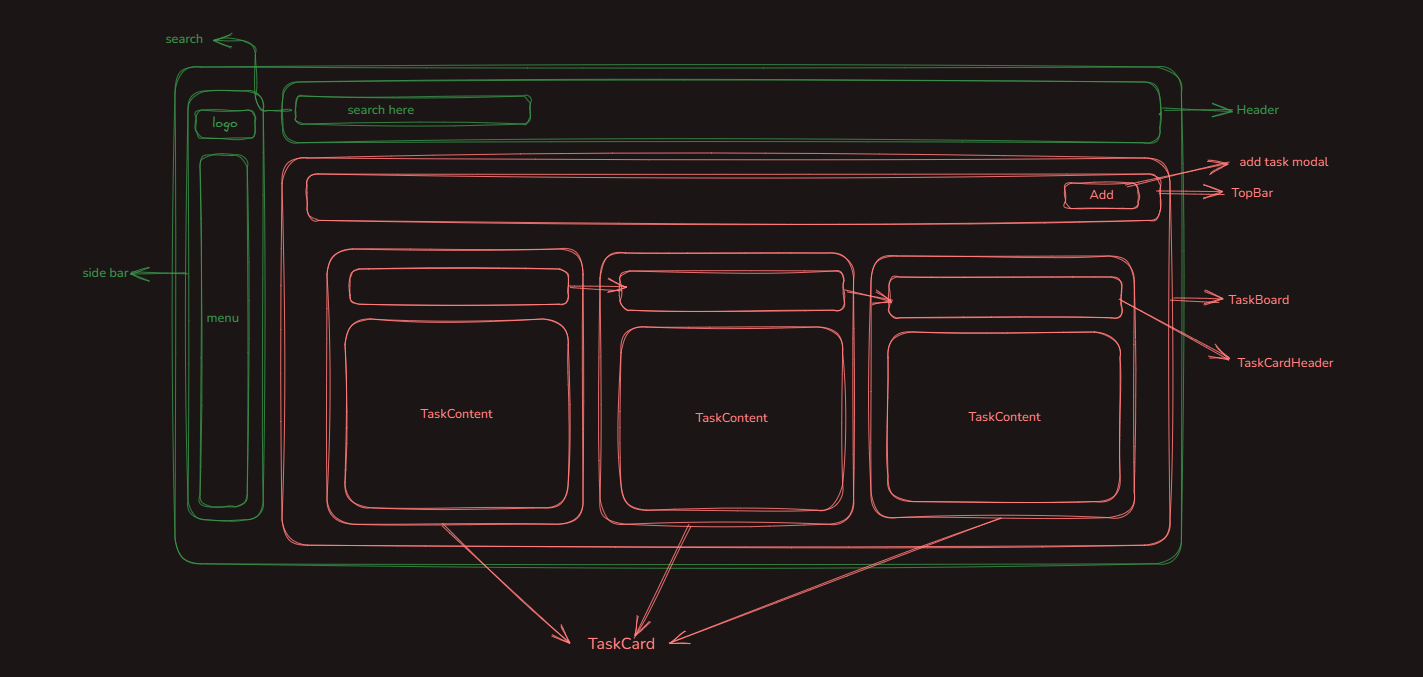 search
search here
logo
Header
add task modal
Add
TopBar
side bar
TaskBoard
menu
TaskCardHeader
TaskContent
TaskContent
TaskContent
TaskCard